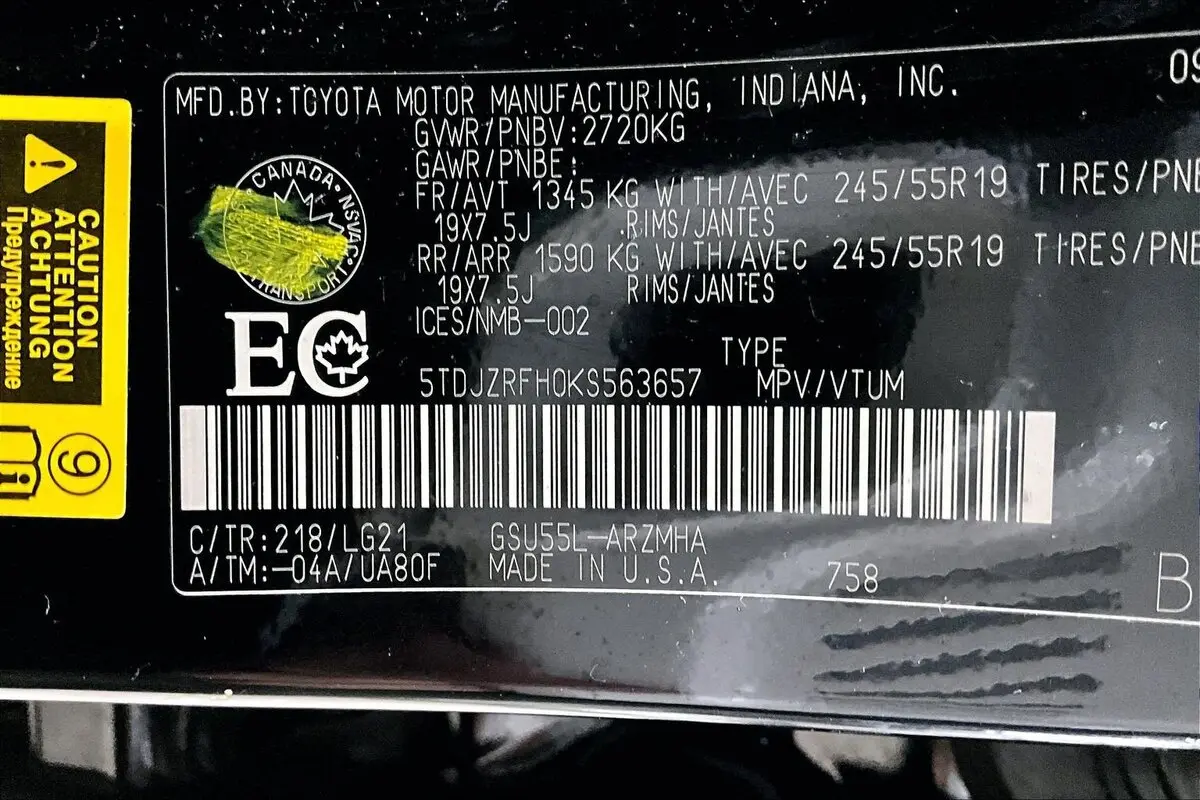 CAUTION
ATTENTION
ACHTUNG
Предупреждение
9
MFD.BY:TOYOTA MOTOR MANUFACTURING, INDIANA, INC.
09
GVWR/PNBV:2720KG
GAWR/PNBE:
FR/AVT 1345 KG WITH/AVEC 245/55R19 TIRES/PNE
19X7.5J RIMS/JANTES
RR/ARR 1590 KG WITH/AVEC 245/55R19 TIRES/PNE
19X7.5J RIMS/JANTES
ICES/NMB-002
CANADA • NSVAC •
TRANSPORT
EC
TYPE
5TDJZRFH0KS563657 MPV/VTUM
C/TR:218/LG21 GSU55L-ARZMHA
A/TM:-04A/UA80F MADE IN U.S.A. 758
B